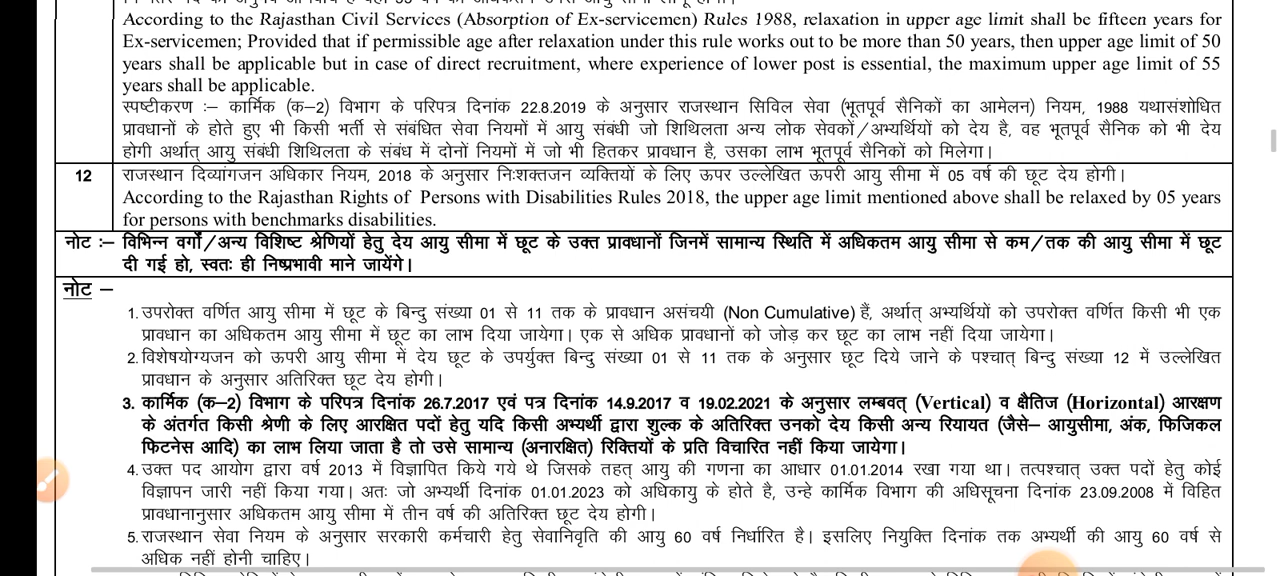 According to the Rajasthan Civil Services (Absorption of Ex-servicemen) Rules 1988, relaxation in upper age limit shall be fifteen years for
Ex-servicemen; Provided that if permissible age after relaxation under this rule works out to be more than 50 years, then upper age limit of 50
years shall be applicable but in case of direct recruitment, where experience of lower post is essential, the maximum upper age limit of 55
years shall be applicable.
स्पष्टीकरण :– कार्मिक (क–2) विभाग के परिपत्र दिनांक 22.8.2019 के अनुसार राजस्थान सिविल सेवा (भूतपूर्व सैनिकों का आमेलन) नियम, 1988 यथासंशोधित
प्रावधानों के होते हुए भी किसी भर्ती से संबंधित सेवा नियमों में आयु संबंधी जो शिथिलता अन्य लोक सेवकों/अभ्यर्थियों को देय है, वह भूतपूर्व सैनिक को भी देय
होगी अर्थात् आयु संबंधी शिथिलता के संबंध में दोनों नियमों में जो भी हितकर प्रावधान है, उसका लाभ भूतपूर्व सैनिकों को मिलेगा।
12 राजस्थान दिव्यांगजन अधिकार नियम, 2018 के अनुसार निःशक्तजन व्यक्तियों के लिए ऊपर उल्लेखित ऊपरी आयु सीमा में 05 वर्ष की छूट देय होगी।
According to the Rajasthan Rights of Persons with Disabilities Rules 2018, the upper age limit mentioned above shall be relaxed by 05 years
for persons with benchmarks disabilities.
नोट :– विभिन्न वर्गों/अन्य विशिष्ट श्रेणियों हेतु देय आयु सीमा में छूट के उक्त प्रावधानों जिनमें सामान्य स्थिति में अधिकतम आयु सीमा से कम/तक की आयु सीमा में छूट
दी गई हो, स्वतः ही निष्प्रभावी माने जायेंगे।
नोट –
1. उपरोक्त वर्णित आयु सीमा में छूट के बिन्दु संख्या 01 से 11 तक के प्रावधान असंचयी (Non Cumulative) हैं, अर्थात् अभ्यर्थियों को उपरोक्त वर्णित किसी भी एक
प्रावधान का अधिकतम आयु सीमा में छूट का लाभ दिया जायेगा। एक से अधिक प्रावधानों को जोड़ कर छूट का लाभ नहीं दिया जायेगा।
2. विशेषयोग्यजन को ऊपरी आयु सीमा में देय छूट के उपर्युक्त बिन्दु संख्या 01 से 11 तक के अनुसार छूट दिये जाने के पश्चात् बिन्दु संख्या 12 में उल्लेखित
प्रावधान के अनुसार अतिरिक्त छूट देय होगी।
3. कार्मिक (क–2) विभाग के परिपत्र दिनांक 26.7.2017 एवं पत्र दिनांक 14.9.2017 व 19.02.2021 के अनुसार लम्बवत् (Vertical) व क्षैतिज (Horizontal) आरक्षण
के अंतर्गत किसी श्रेणी के लिए आरक्षित पदों हेतु यदि किसी अभ्यर्थी द्वारा शुल्क के अतिरिक्त उनको देय किसी अन्य रियायत (जैसे– आयुसीमा, अंक, फिजिकल
फिटनेस आदि) का लाभ लिया जाता है तो उसे सामान्य (अनारक्षित) रिक्तियों के प्रति विचारित नहीं किया जायेगा।
4. उक्त पद आयोग द्वारा वर्ष 2013 में विज्ञापित किये गये थे जिसके तहत् आयु की गणना का आधार 01.01.2014 रखा गया था। तत्पश्चात् उक्त पदों हेतु कोई
विज्ञापन जारी नहीं किया गया। अतः जो अभ्यर्थी दिनांक 01.01.2023 को अधिकायु के होते है, उन्हे कार्मिक विभाग की अधिसूचना दिनांक 23.09.2008 में विहित
प्रावधानानुसार अधिकतम आयु सीमा में तीन वर्ष की अतिरिक्त छूट देय होगी।
5. राजस्थान सेवा नियम के अनुसार सरकारी कर्मचारी हेतु सेवानिवृति की आयु 60 वर्ष निर्धारित है। इसलिए नियुक्ति दिनांक तक अभ्यर्थी की आयु 60 वर्ष से
अधिक नहीं होनी चाहिए।